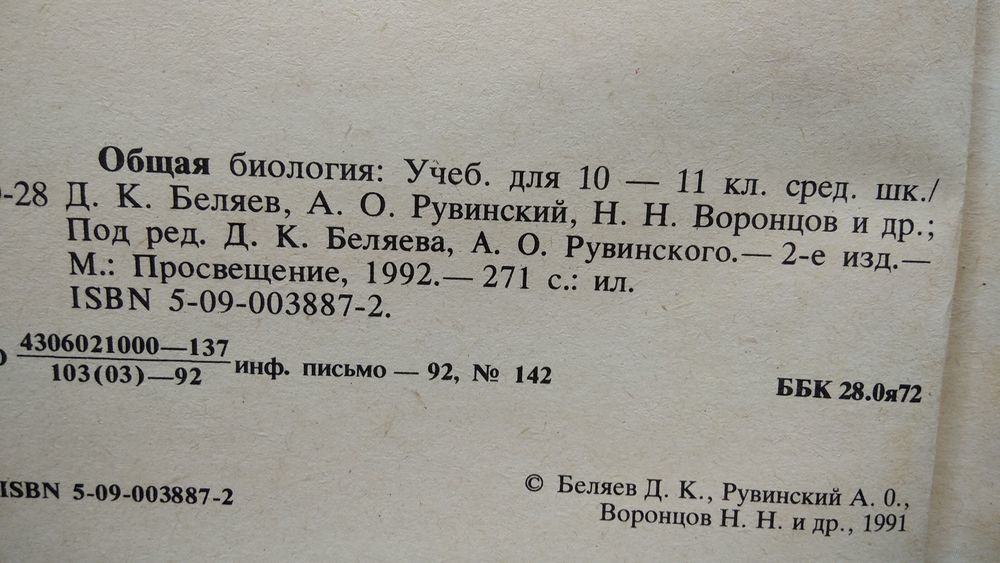 Общая биология: Учеб. для 10 — 11 кл. сред. шк./
-28 Д. К. Беляев, А. О. Рувинский, Н. Н. Воронцов и др.;
Под ред. Д. К. Беляева, А. О. Рувинского.— 2-е изд.—
М.: Просвещение, 1992.— 271 с.: ил.
ISBN 5-09-003887-2.
4306021000—137
103(03)—92
инф. письмо — 92, № 142
ББК 28.0я72
ISBN 5-09-003887-2
© Беляев Д. К., Рувинский А. О.,
Воронцов Н. Н. и др., 1991